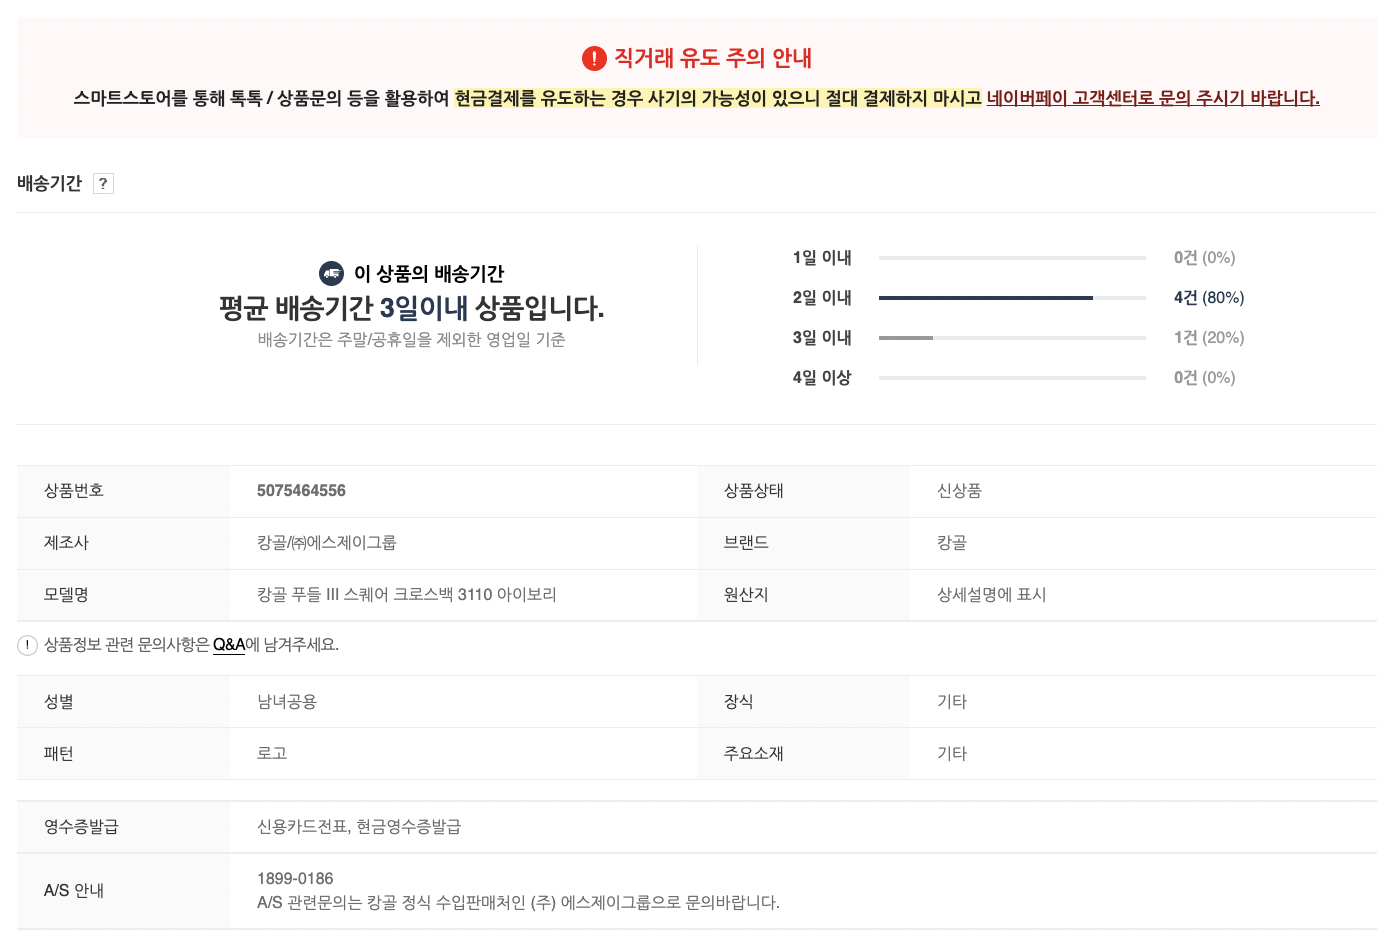 직거래 유도 주의 안내
스마트스토어를 통해 톡톡 / 상품문의 등을 활용하여 현금결제를 유도하는 경우 사기의 가능성이 있으니 절대 결제하지 마시고 네이버페이 고객센터로 문의 주시기 바랍니다.
배송기간 ?
이 상품의 배송기간
평균 배송기간 3일이내 상품입니다.
배송기간은 주말/공휴일을 제외한 영업일 기준
1일 이내 0건 (0%)
2일 이내 4건 (80%)
3일 이내 1건 (20%)
4일 이상 0건 (0%)
상품번호 5075464556 상품상태 신상품
제조사 캉골/㈜에스제이그룹 브랜드 캉골
모델명 캉골 푸들 III 스퀘어 크로스백 3110 아이보리 원산지 상세설명에 표시
상품정보 관련 문의사항은 Q&A에 남겨주세요.
성별 남녀공용 장식 기타
패턴 로고 주요소재 기타
영수증발급 신용카드전표, 현금영수증발급
A/S 안내 1899-0186
A/S 관련문의는 캉골 정식 수입판매처인 (주) 에스제이그룹으로 문의바랍니다.